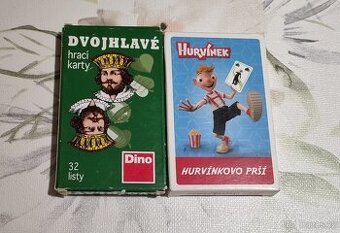 DVOJHLAVÉ
hrací
karty
32
listy
Dino
HURVÍNEK
HURVÍNKOVO PRŠÍ